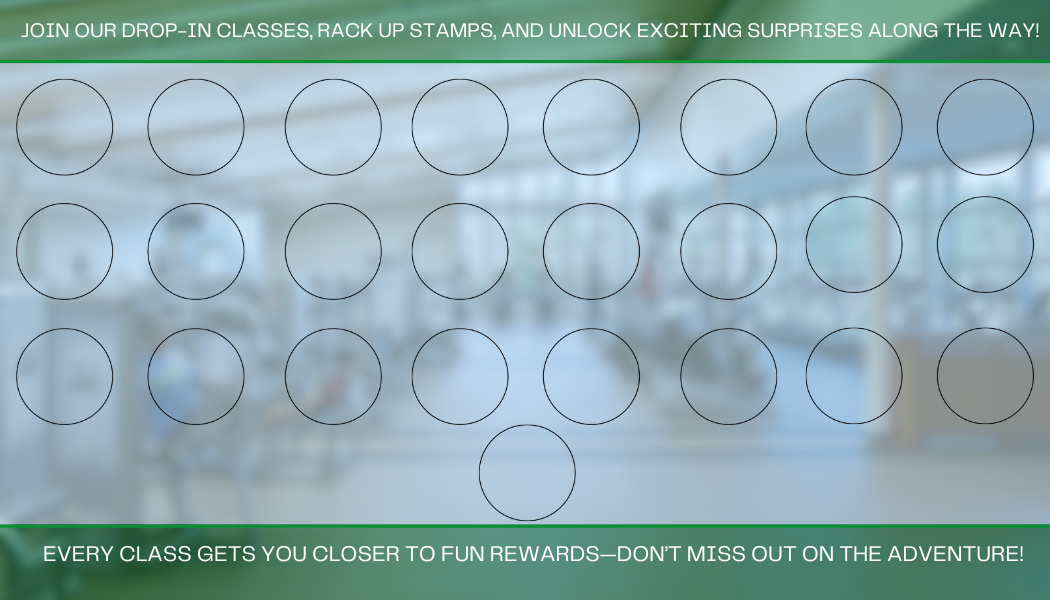 JOIN OUR DROP-IN CLASSES, RACK UP STAMPS, AND UNLOCK EXCITING SURPRISES ALONG THE WAY!
EVERY CLASS GETS YOU CLOSER TO FUN REWARDS—DON'T MISS OUT ON THE ADVENTURE!